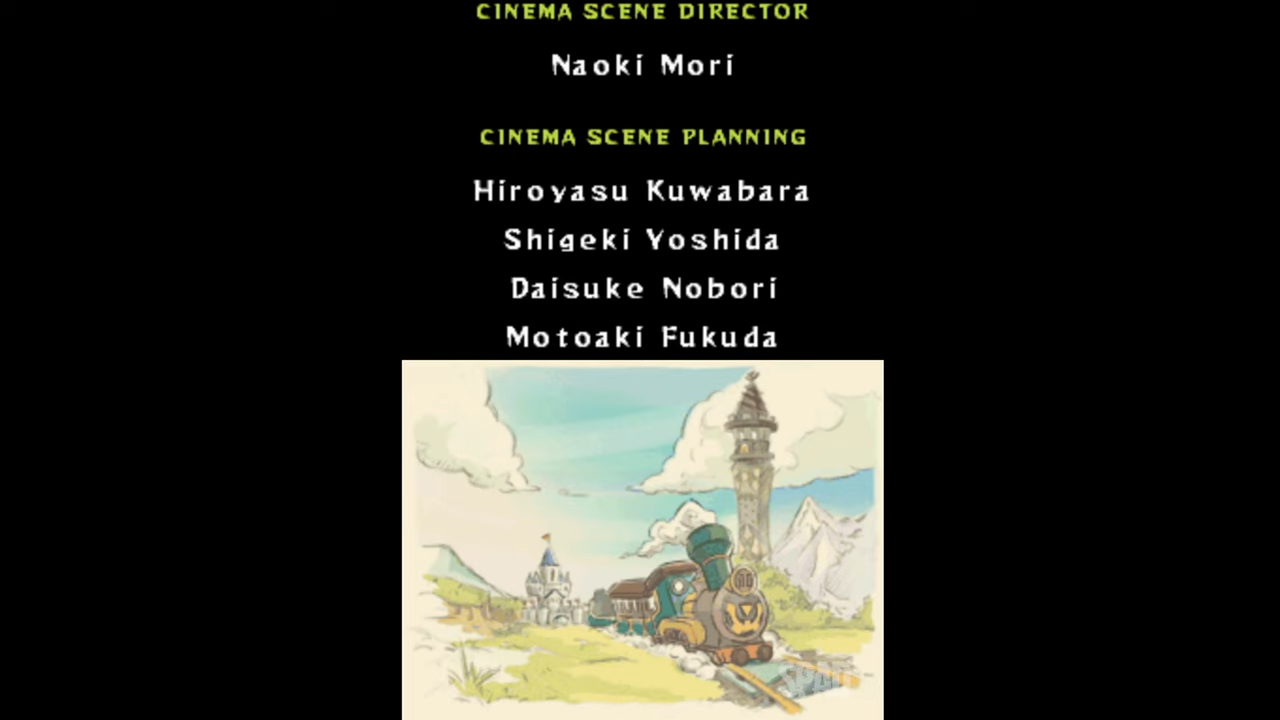 CINEMA SCENE DIRECTOR
Naoki Mori
CINEMA SCENE PLANNING
Hiroyasu Kuwabara
Shigeki Yoshida
Daisuke Nobori
Motoaki Fukuda